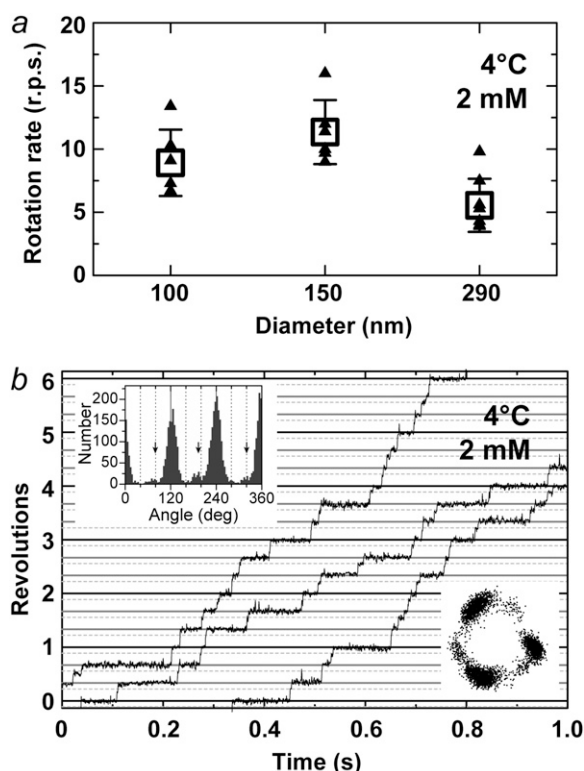 a
20
15
10
5
0
Rotation rate (r.p.s.)
4°C
2 mM
100
150
290
Diameter (nm)
b
6
5
4
3
2
1
0
Revolutions
200
150
100
50
0
Number
0
120
240
360
Angle (deg)
4°C
2 mM
0
0.2
0.4
0.6
0.8
1.0
Time (s)